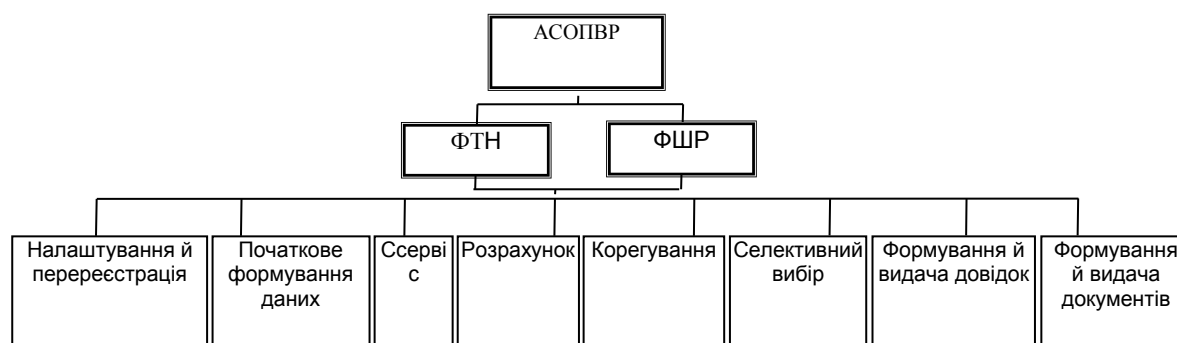 АСОПВР
ФТН
ФШР
Налаштування й
перереєстрація
Початкове
формування
даних
Ссерві
с
Розрахунок
Корегування
Селективний
вибір
Формування й
видача довідок
Формування
й видача
документів